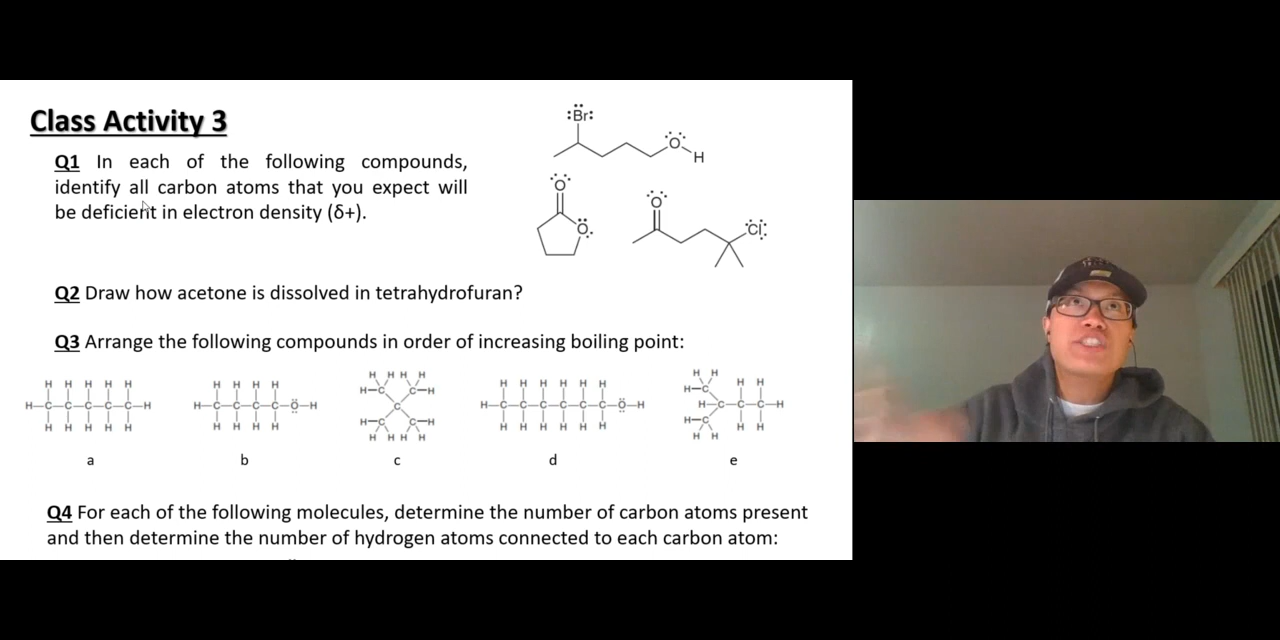 Class Activity 3
Q1 In each of the following compounds,
identify all carbon atoms that you expect will
be deficient in electron density (δ+).
:Br:
O
H
O
O
O
Cl
Q2 Draw how acetone is dissolved in tetrahydrofuran?
Q3 Arrange the following compounds in order of increasing boiling point:
H H H H H
H-C-C-C-C-C-H
H H H H H
a
H H H H
H-C-C-C-C-O-H
H H H H
b
H H H H
H-C C-H
C
H-C C-H
H H H H
c
H H H H H H
H-C-C-C-C-C-C-O-H
H H H H H H
d
H H
H-C H H
H-C-C-C-H
H-C H H
H H
e
Q4 For each of the following molecules, determine the number of carbon atoms present
and then determine the number of hydrogen atoms connected to each carbon atom: